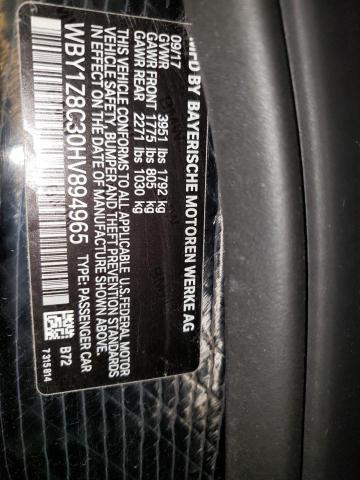 MFD BY BAYERISCHE MOTOREN WERKE AG
09/17
GVWR 3951 lbs 1792 kg
GAWR FRONT 1775 lbs 805 kg
GAWR REAR 2271 lbs 1030 kg
THIS VEHICLE CONFORMS TO ALL APPLICABLE U.S. FEDERAL MOTOR
VEHICLE SAFETY, BUMPER AND THEFT PREVENTION STANDARDS
IN EFFECT ON THE DATE OF MANUFACTURE SHOWN ABOVE.
WBY1Z8C30HV894965 TYPE: PASSENGER CAR
B72
7315814